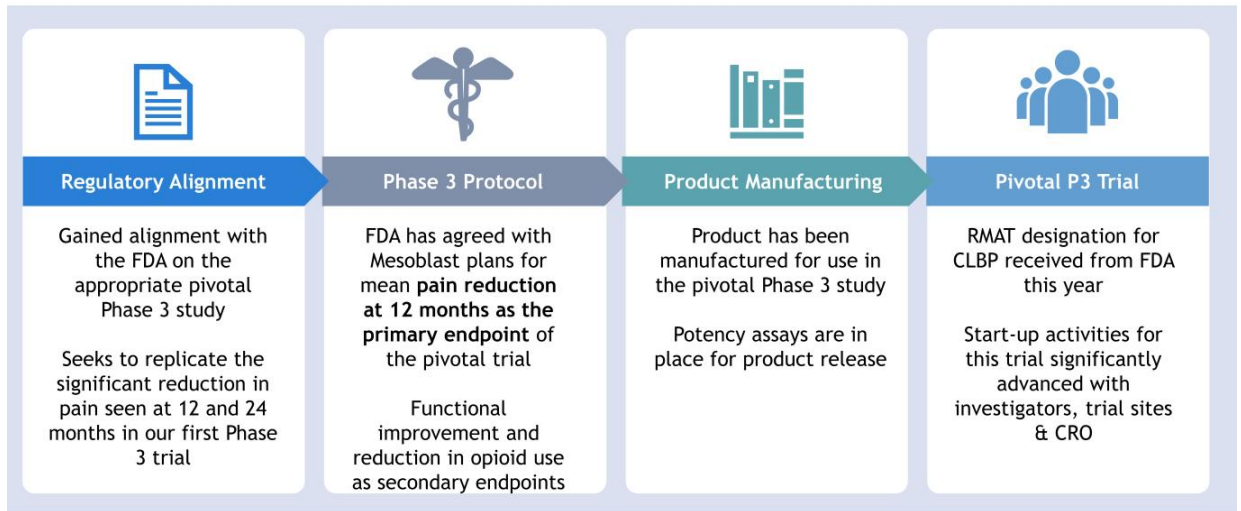 Regulatory Alignment
Gained alignment with
the FDA on the
appropriate pivotal
Phase 3 study
Seeks to replicate the
significant reduction in
pain seen at 12 and 24
months in our first Phase
3 trial
Phase 3 Protocol
FDA has agreed with
Mesoblast plans for
mean pain reduction
at 12 months as the
primary endpoint of
the pivotal trial
Functional
improvement and
reduction in opioid use
as secondary endpoints
Product Manufacturing
Product has been
manufactured for use in
the pivotal Phase 3 study
Potency assays are in
place for product release
Pivotal P3 Trial
RMAT designation for
CLBP received from FDA
this year
Start-up activities for
this trial significantly
advanced with
investigators, trial sites
& CRO